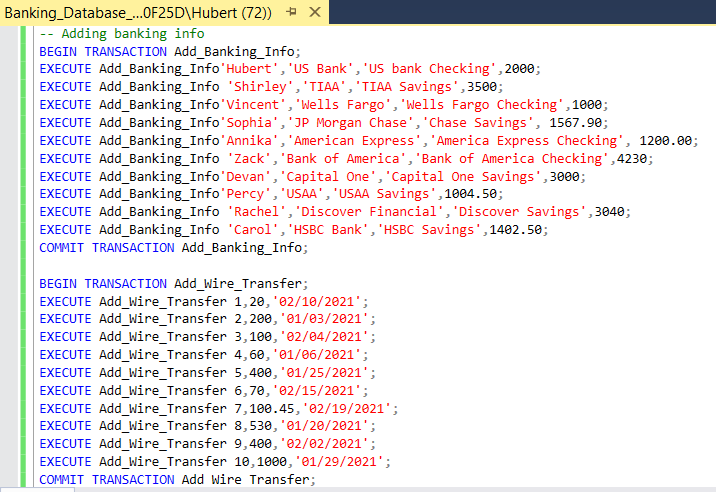 Banking_Database_...0F25D\Hubert (72))
-- Adding banking info
BEGIN TRANSACTION Add_Banking_Info;
EXECUTE Add_Banking_Info'Hubert','US Bank','US bank Checking',2000;
EXECUTE Add_Banking_Info 'Shirley','TIAA','TIAA Savings',3500;
EXECUTE Add_Banking_Info'Vincent','Wells Fargo','Wells Fargo Checking',1000;
EXECUTE Add_Banking_Info'Sophia','JP Morgan Chase','Chase Savings', 1567.90;
EXECUTE Add_Banking_Info'Annika','American Express','America Express Checking', 1200.00;
EXECUTE Add_Banking_Info 'Zack','Bank of America','Bank of America Checking',4230;
EXECUTE Add_Banking_Info'Devan','Capital One','Capital One Savings',3000;
EXECUTE Add_Banking_Info'Percy','USAA','USAA Savings',1004.50;
EXECUTE Add_Banking_Info 'Rachel','Discover Financial','Discover Savings',3040;
EXECUTE Add_Banking_Info 'Carol','HSBC Bank','HSBC Savings',1402.50;
COMMIT TRANSACTION Add_Banking_Info;
BEGIN TRANSACTION Add_Wire_Transfer;
EXECUTE Add_Wire_Transfer 1,20,'02/10/2021';
EXECUTE Add_Wire_Transfer 2,200,'01/03/2021';
EXECUTE Add_Wire_Transfer 3,100,'02/04/2021';
EXECUTE Add_Wire_Transfer 4,60,'01/06/2021';
EXECUTE Add_Wire_Transfer 5,400,'01/25/2021';
EXECUTE Add_Wire_Transfer 6,70,'02/15/2021';
EXECUTE Add_Wire_Transfer 7,100.45,'02/19/2021';
EXECUTE Add_Wire_Transfer 8,530,'01/20/2021';
EXECUTE Add_Wire_Transfer 9,400,'02/02/2021';
EXECUTE Add_Wire_Transfer 10,1000,'01/29/2021';
COMMIT TRANSACTION Add_Wire_Transfer;